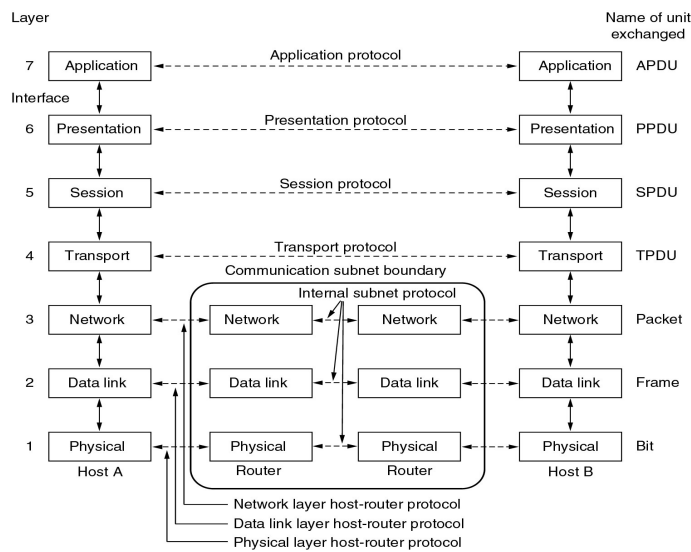 Layer
Name of unit
exchanged
7 Application Application protocol Application APDU
Interface
6 Presentation Presentation protocol Presentation PPDU
5 Session Session protocol Session SPDU
4 Transport Transport protocol Transport TPDU
Communication subnet boundary
Internal subnet protocol
3 Network Network Network Network Packet
2 Data link Data link Data link Data link Frame
1 Physical Physical Physical Physical Bit
Host A Router Router Host B
Network layer host-router protocol
Data link layer host-router protocol
Physical layer host-router protocol